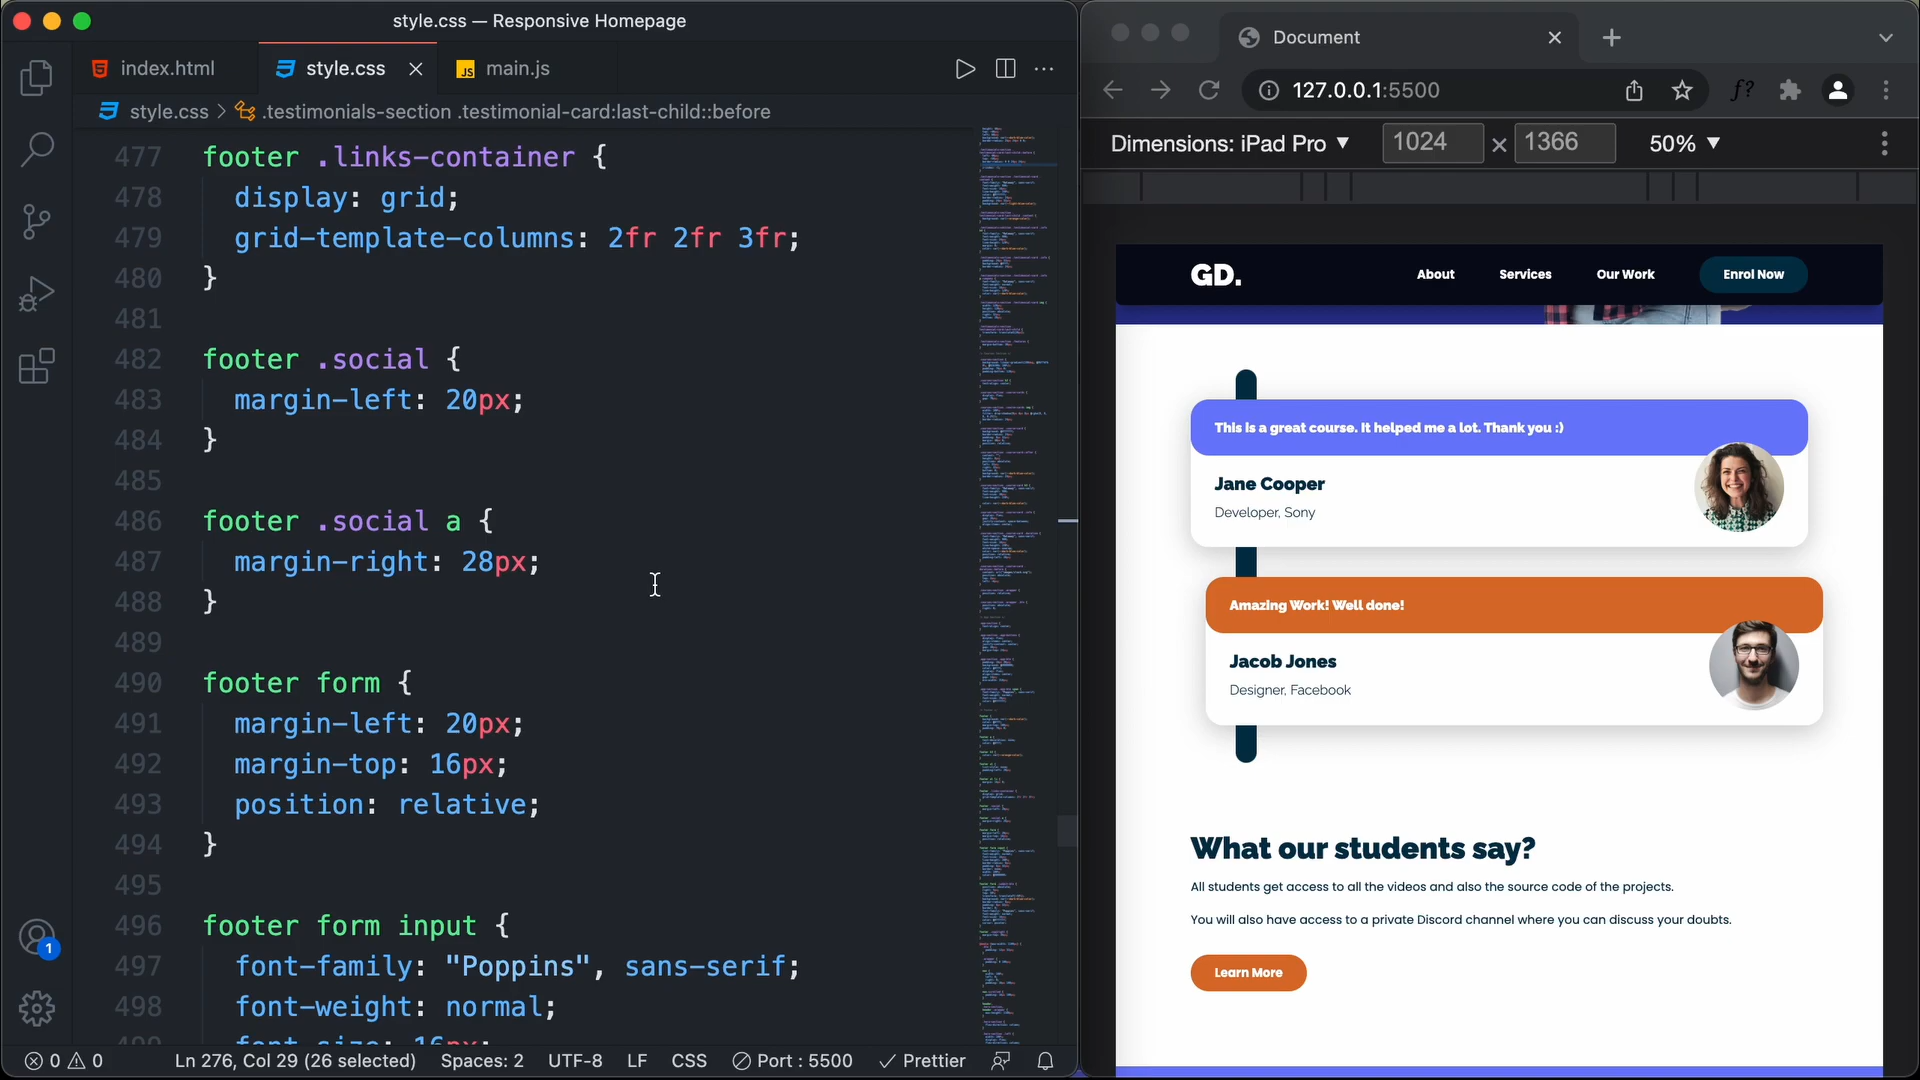 style.css — Responsive Homepage
index.html
style.css
main.js
style.css > .testimonials-section .testimonial-card:last-child::before
477 footer .links-container {
478 display: grid;
479 grid-template-columns: 2fr 2fr 3fr;
480 }
481
482 footer .social {
483 margin-left: 20px;
484 }
485
486 footer .social a {
487 margin-right: 28px;
488 }
489
490 footer form {
491 margin-left: 20px;
492 margin-top: 16px;
493 position: relative;
494 }
495
496 footer form input {
497 font-family: "Poppins", sans-serif;
498 font-weight: normal;
499 font-size: 16px;
1
0 0 Ln 276, Col 29 (26 selected) Spaces: 2 UTF-8 LF CSS Port : 5500 Prettier
Document
127.0.0.1:5500
f?
Dimensions: iPad Pro ▼ 1024 × 1366 50% ▼
GD. About Services Our Work Enrol Now
This is a great course. It helped me a lot. Thank you :)
Jane Cooper
Developer, Sony
Amazing Work! Well done!
Jacob Jones
Designer, Facebook
What our students say?
All students get access to all the videos and also the source code of the projects.
You will also have access to a private Discord channel where you can discuss your doubts.
Learn More